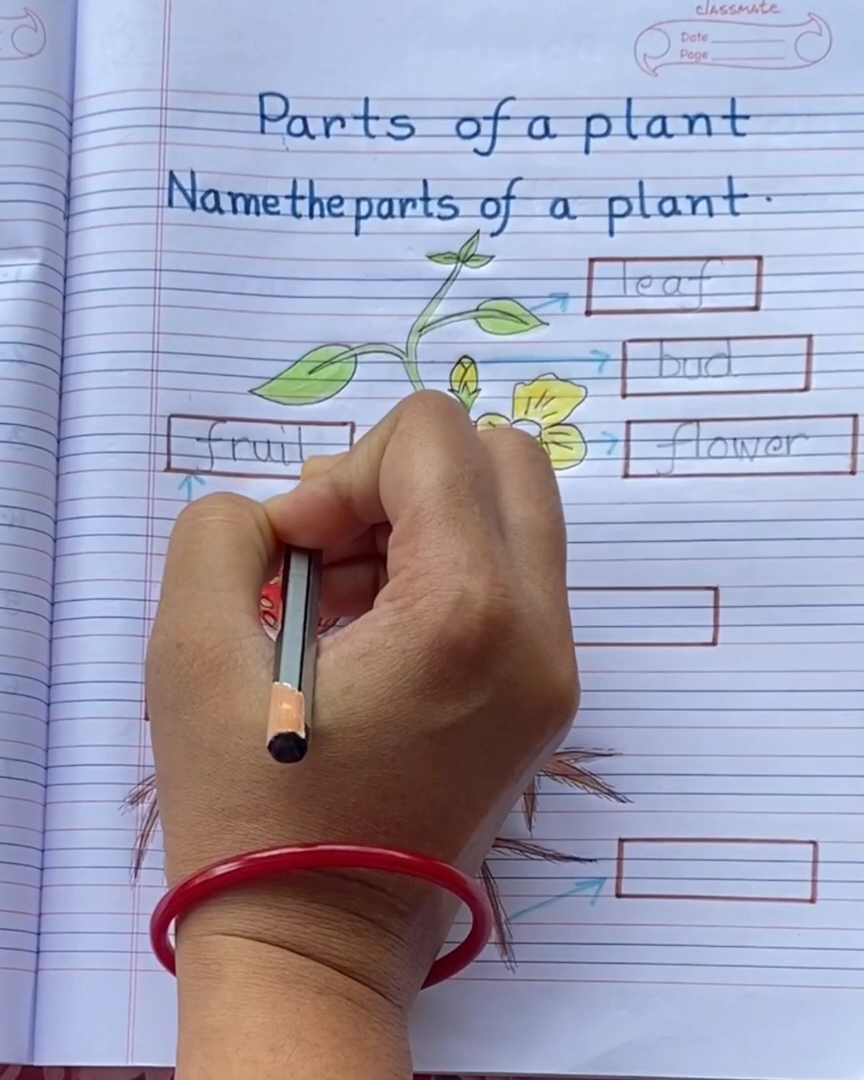 classmate
Date
Page
Parts of a plant
Name the parts of a plant.
leaf
bud
fruit
flower